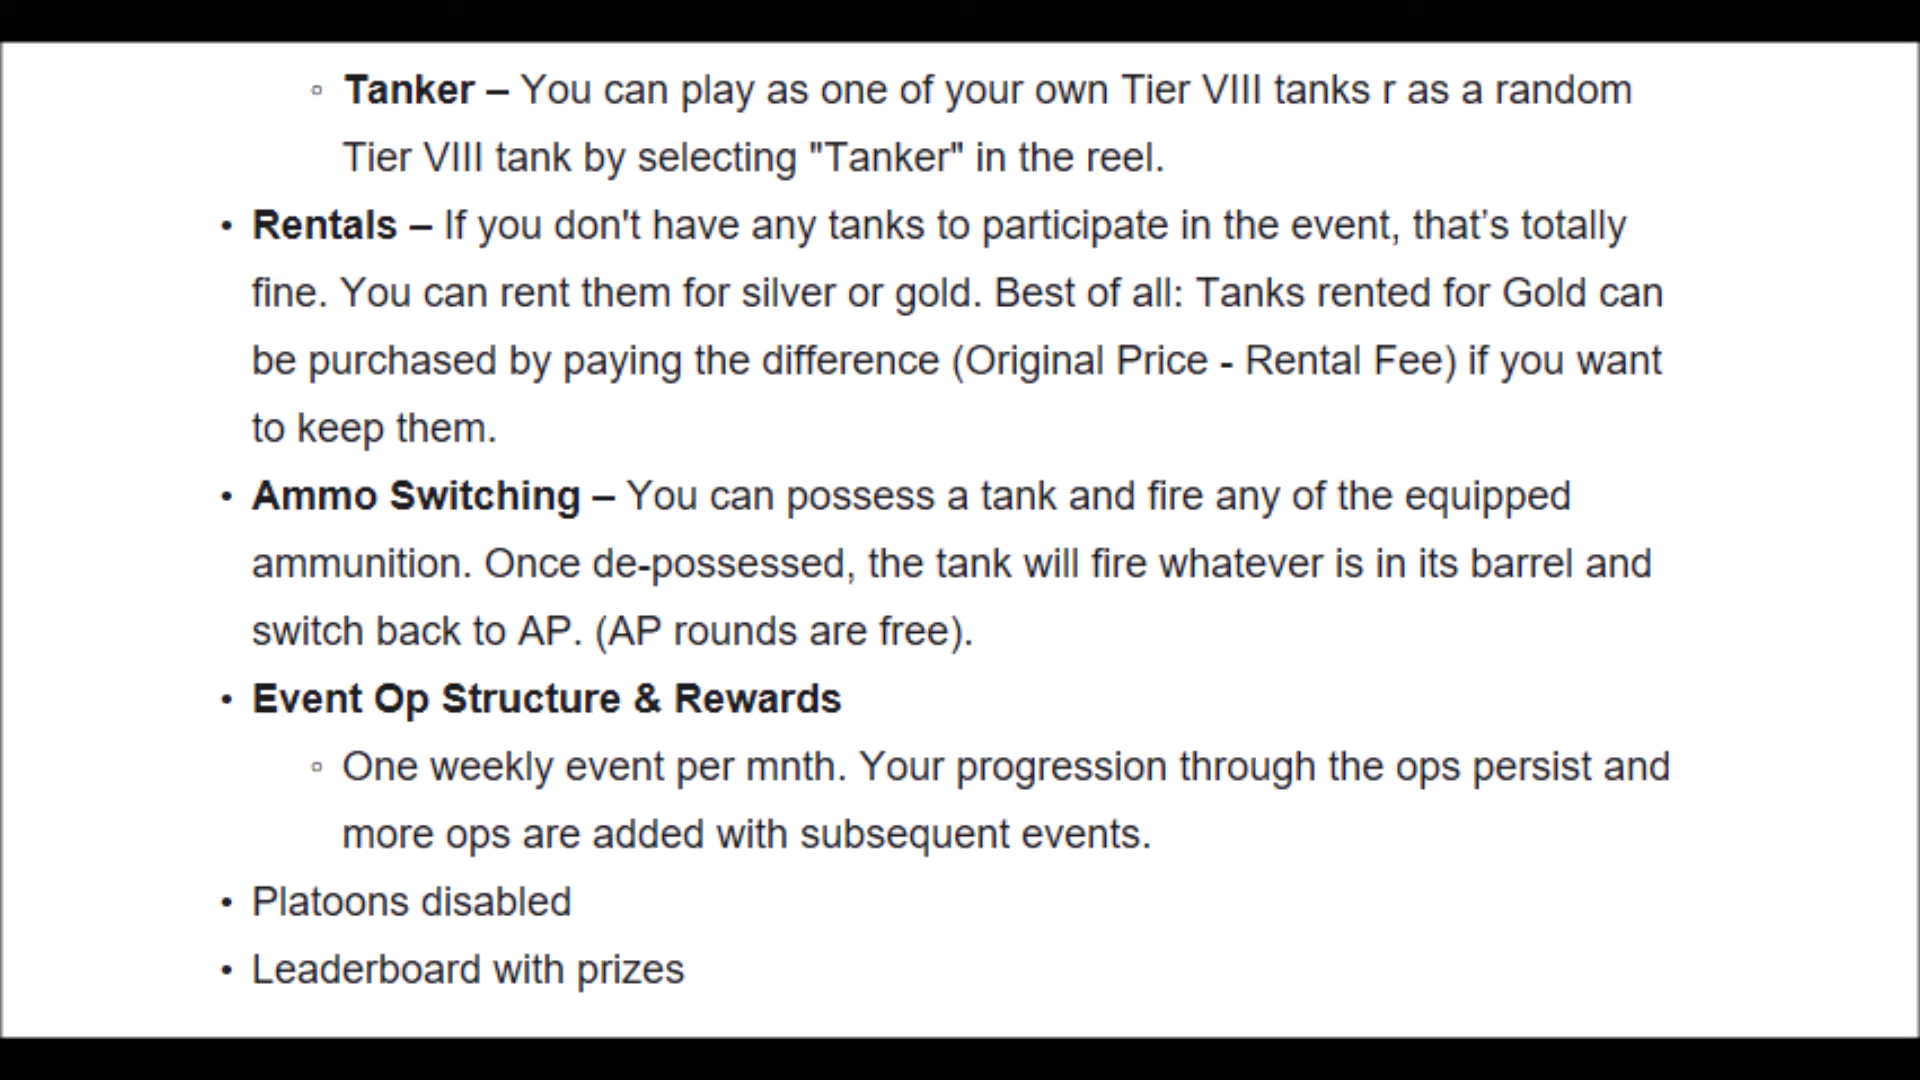 ▫ Tanker – You can play as one of your own Tier VIII tanks r as a random
Tier VIII tank by selecting "Tanker" in the reel.
• Rentals – If you don't have any tanks to participate in the event, that’s totally
fine. You can rent them for silver or gold. Best of all: Tanks rented for Gold can
be purchased by paying the difference (Original Price - Rental Fee) if you want
to keep them.
• Ammo Switching – You can possess a tank and fire any of the equipped
ammunition. Once de-possessed, the tank will fire whatever is in its barrel and
switch back to AP. (AP rounds are free).
• Event Op Structure & Rewards
▫ One weekly event per mnth. Your progression through the ops persist and
more ops are added with subsequent events.
• Platoons disabled
• Leaderboard with prizes